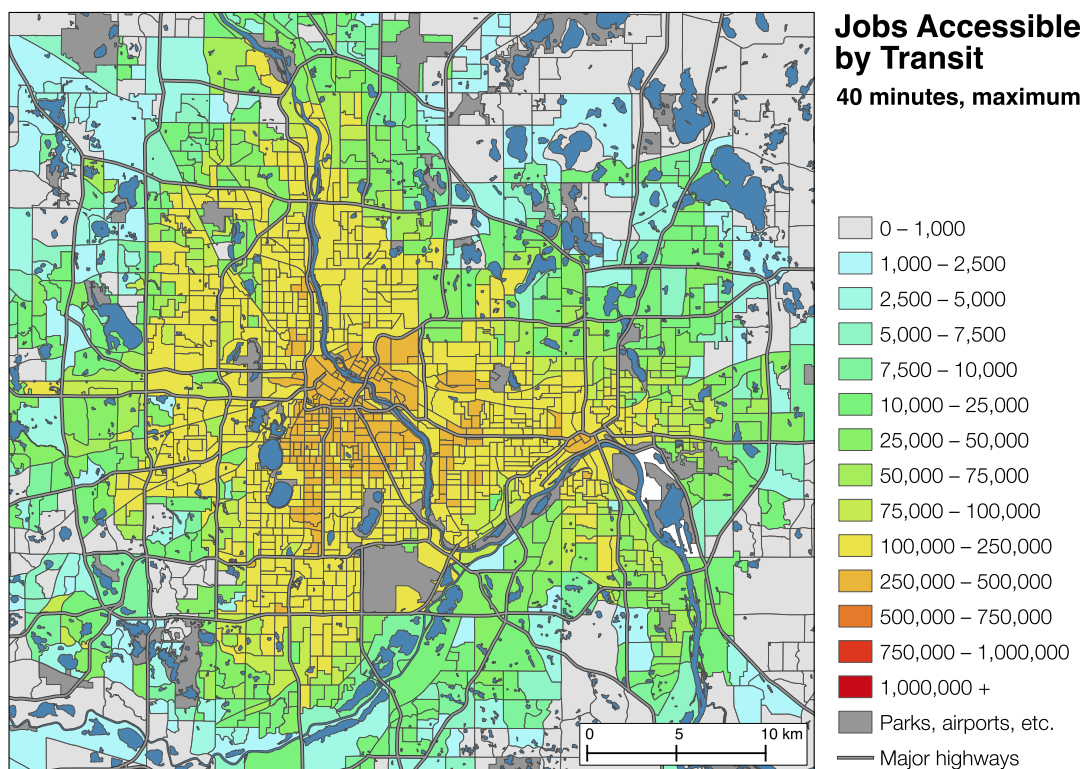 Jobs Accessible
by Transit
40 minutes, maximum
0 – 1,000
1,000 – 2,500
2,500 – 5,000
5,000 – 7,500
7,500 – 10,000
10,000 – 25,000
25,000 – 50,000
50,000 – 75,000
75,000 – 100,000
100,000 – 250,000
250,000 – 500,000
500,000 – 750,000
750,000 – 1,000,000
1,000,000 +
Parks, airports, etc.
Major highways
0 5 10 km